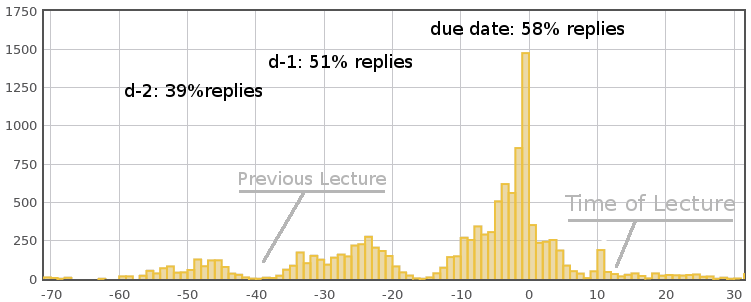 1750
due date: 58% replies
1500
d-1: 51% replies
1250
d-2: 39%replies
1000
750
Previous Lecture
500
Time of Lecture
250
0
-70 -60 -50 -40 -30 -20 -10 0 10 20 30